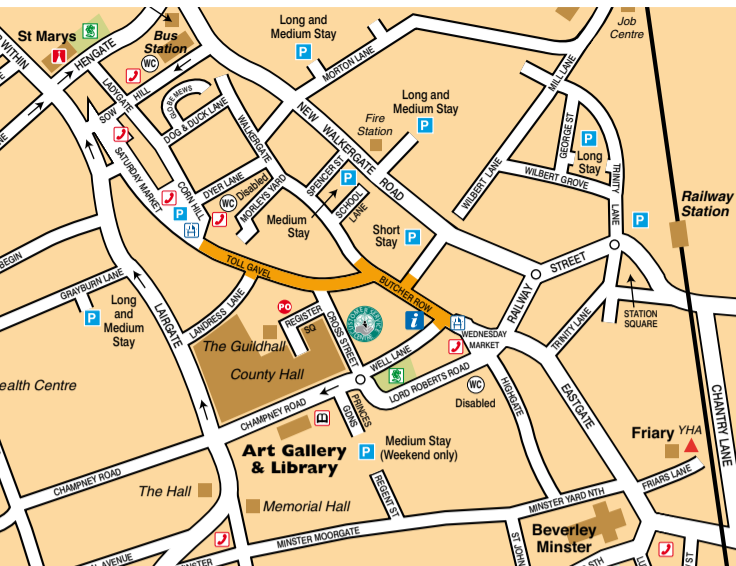 St Marys
HENGATE
WITHIN
Bus
Station
WC
Long and
Medium Stay
P
MORTON LANE
Job
Centre
MILL LANE
LADYGATE
SOW HILL
GLOBE MEWS
DOG & DUCK LANE
WALKERGATE
NEW WALKERGATE ROAD
Fire
Station
Long and
Medium Stay
P
GEORGE ST
P
Long
Stay
WILBERT GROVE
WILBERT LANE
TRINITY LANE
SATURDAY MARKET
CORN HILL
P
DYER LANE
WC
Disabled
MORLEYS YARD
SPENCER ST
P
SCHOOL
LANE
Medium
Stay
Short
Stay
P
P
Railway
Station
TOLL GAVEL
BUTCHER ROW
RAILWAY STREET
STATION
SQUARE
BEGIN
GRAYBURN LANE
P
Long
and
Medium
Stay
LAIRGATE
LANDRESS LANE
PO
REGISTER
SQ
CROSS STREET
i
WEDNESDAY
MARKET
TRINITY LANE
The Guildhall
County Hall
WELL LANE
LORD ROBERTS ROAD
WC
Disabled
HIGHGATE
EASTGATE
CHANTRY LANE
ealth Centre
CHAMPNEY ROAD
PRINCES
GDNS
Art Gallery
& Library
P
Medium Stay
(Weekend only)
Friary
YHA
FRIARS LANE
CHAMPNEY ROAD
The Hall
Memorial Hall
REGENT ST
MINSTER MOORGATE
MINSTER YARD NTH
Beverley
Minster
ST JOHN
AVENUE